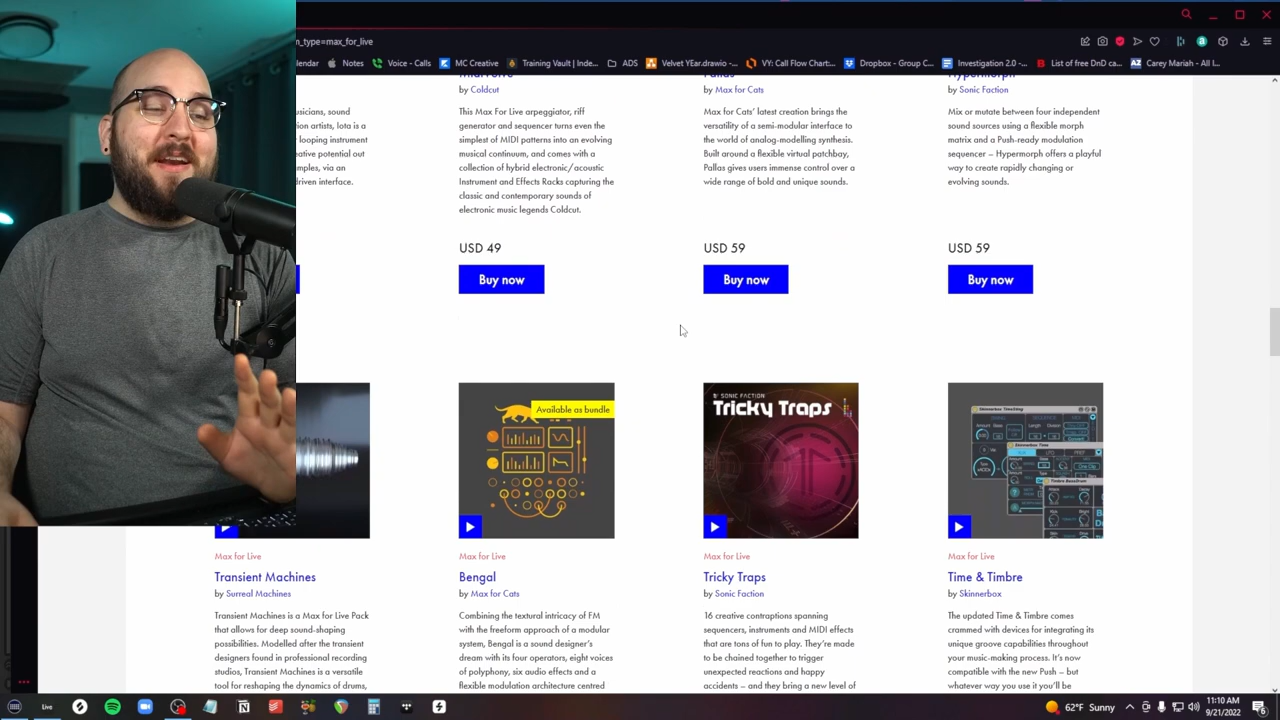 m_type=max_for_live
lendar
Notes
Voice - Calls
MC Creative
Training Vault | Inde...
ADS
Velvet YEar.drawio -...
VY: Call Flow Chart:...
Dropbox - Group C...
Investigation 2.0 -...
List of free DnD ca...
Carey Mariah - All I...
Midivolve
Pallas
Hypermorph
by Coldcut
by Max for Cats
by Sonic Faction
usicians, sound
ion artists, Iota is a
looping instrument
eative potential out
mples, via an
driven interface.
This Max For Live arpeggiator, riff
generator and sequencer turns even the
simplest of MIDI patterns into an evolving
musical continuum, and comes with a
collection of hybrid electronic/acoustic
Instrument and Effects Racks capturing the
classic and contemporary sounds of
electronic music legends Coldcut.
Max for Cats' latest creation brings the
versatility of a semi-modular interface to
the world of analog-modelling synthesis.
Built around a flexible virtual patchbay,
Pallas gives users immense control over a
wide range of bold and unique sounds.
Mix or mutate between four independent
sound sources using a flexible morph
matrix and a Push-ready modulation
sequencer – Hypermorph offers a playful
way to create rapidly changing or
evolving sounds.
USD 49
USD 59
USD 59
Buy now
Buy now
Buy now
Available as bundle
SONIC FACTION
Tricky Traps
Max for Live
Max for Live
Max for Live
Max for Live
Transient Machines
Bengal
Tricky Traps
Time & Timbre
by Surreal Machines
by Max for Cats
by Sonic Faction
by Skinnerbox
Transient Machines is a Max for Live Pack
that allows for deep sound-shaping
possibilities. Modelled after the transient
designers found in professional recording
studios, Transient Machines is a versatile
tool for reshaping the dynamics of drums,
Combining the textural intricacy of FM
with the freeform approach of a modular
system, Bengal is a sound designer's
dream with its four operators, eight voices
of polyphony, six audio effects and a
flexible modulation architecture centred
16 creative contraptions spanning
sequencers, instruments and MIDI effects
that are tons of fun to play. They're made
to be chained together to trigger
unexpected reactions and happy
accidents – and they bring a new level of
The updated Time & Timbre comes
crammed with devices for integrating its
unique groove capabilities throughout
your music-making process. It's now
compatible with the new Push – but
whatever way you use it you'll be
Live
62°F Sunny
11:10 AM
9/21/2022